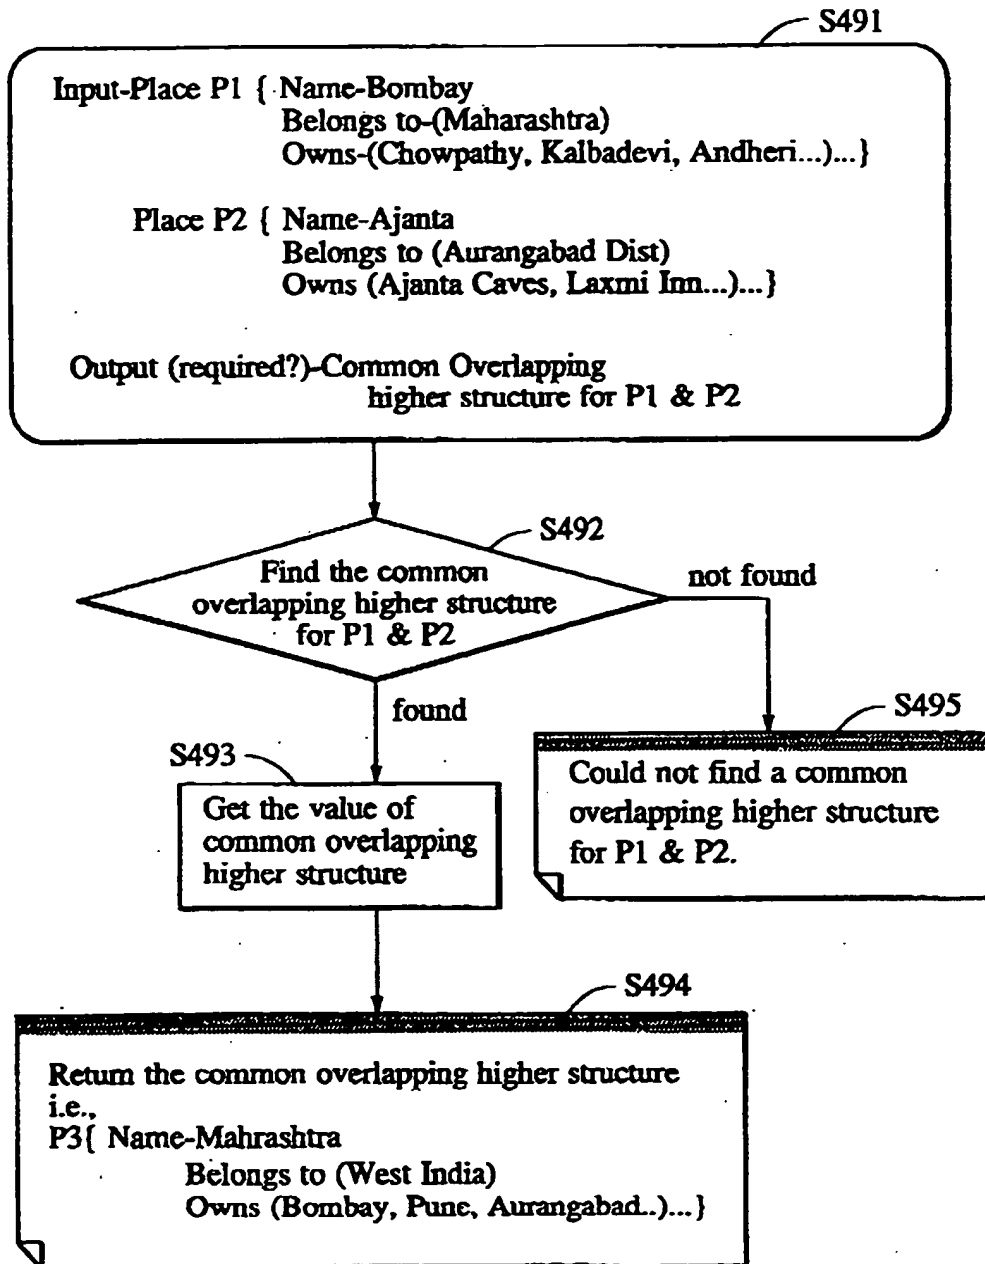 S491
Input-Place P1 { Name-Bombay
Belongs to-(Maharashtra)
Owns-(Chowpathy, Kalbadevi, Andheri...)...}
Place P2 { Name-Ajanta
Belongs to (Aurangabad Dist)
Owns (Ajanta Caves, Laxmi Inn...)...}
Output (required?)-Common Overlapping
higher structure for P1 & P2
S492
Find the common
overlapping higher structure
for P1 & P2
not found
found
S495
Could not find a common
overlapping higher structure
for P1 & P2.
S493
Get the value of
common overlapping
higher structure
S494
Return the common overlapping higher structure
i.e.,
P3{ Name-Mahrashtra
Belongs to (West India)
Owns (Bombay, Pune, Aurangabad..)...}